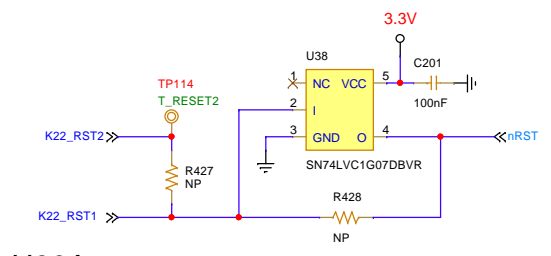 3.3V
U38
C201
100nF
TP114
T_RESET2
1
NC
VCC
5
2
I
3
GND
O
4
SN74LVC1G07DBVR
nRST
K22_RST2
R427
NP
K22_RST1
R428
NP